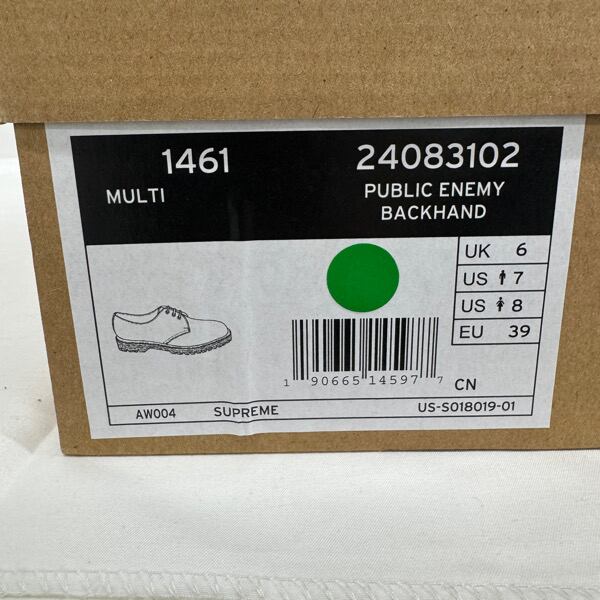 1461 24083102
MULTI PUBLIC ENEMY
BACKHAND
UK 6
US 7
US 8
EU 39
1 90665 14597 7
CN
AW004 SUPREME US-S018019-01